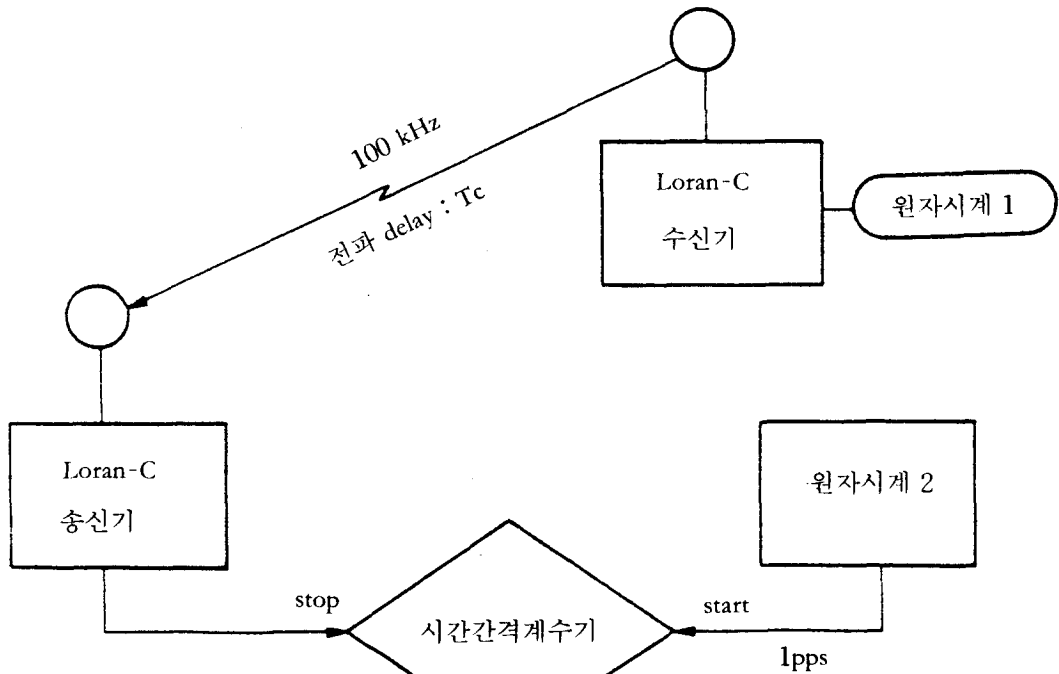 100 kHz
전파 delay : Tc
Loran-C
수신기
원자시계 1
Loran-C
송신기
원자시계 2
stop
시간간격계수기
start
1pps